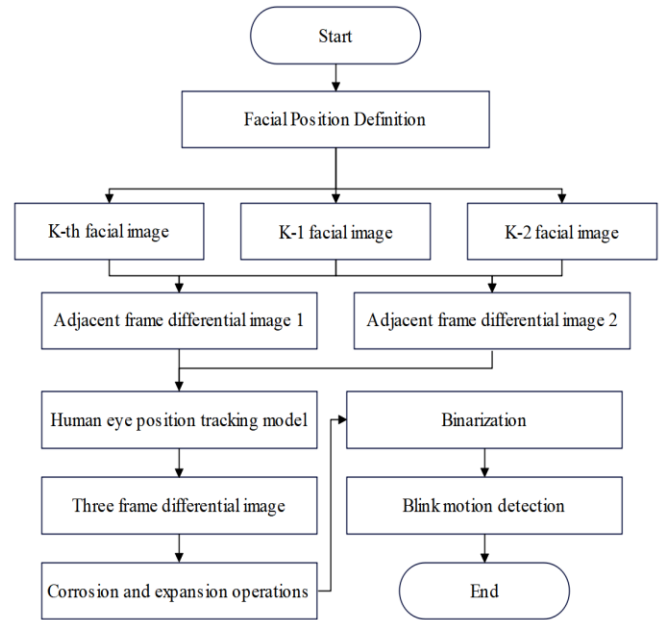 Start
Facial Position Definition
K-th facial image
K-1 facial image
K-2 facial image
Adjacent frame differential image 1
Adjacent frame differential image 2
Human eye position tracking model
Three frame differential image
Corrosion and expansion operations
Binarization
Blink motion detection
End